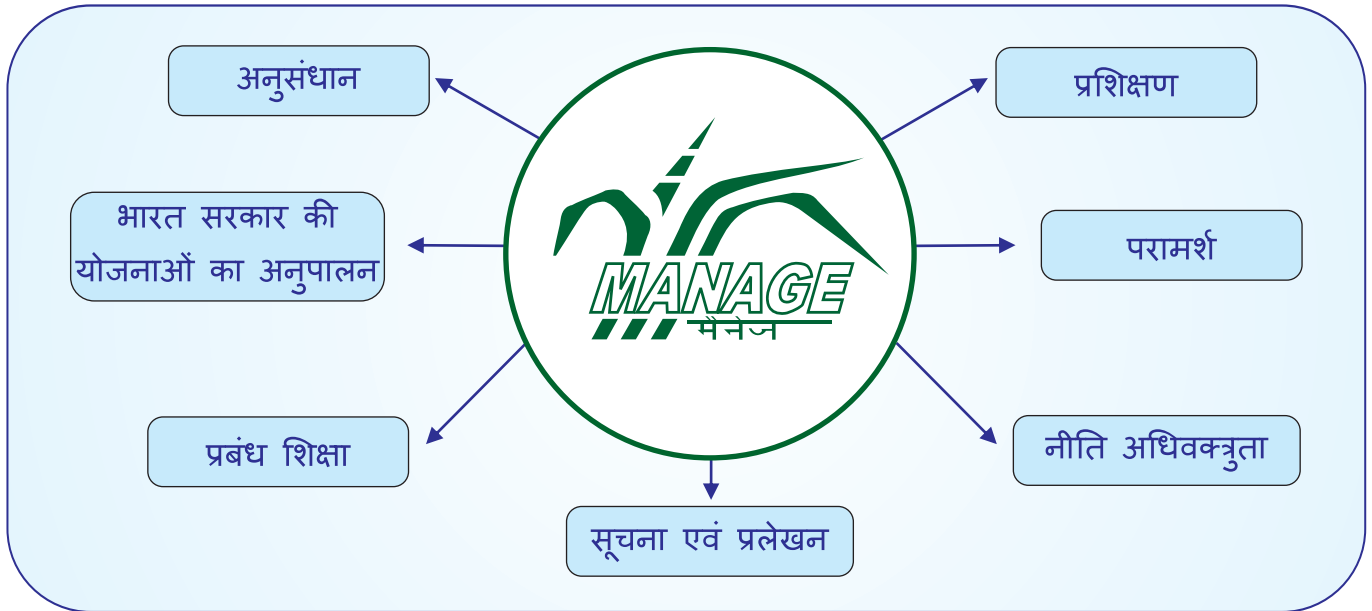 अनुसंधान
प्रशिक्षण
भारत सरकार की
योजनाओं का अनुपालन
परामर्श
MANAGE
मैनेज
प्रबंध शिक्षा
नीति अधिवक्त्रुता
सूचना एवं प्रलेखन